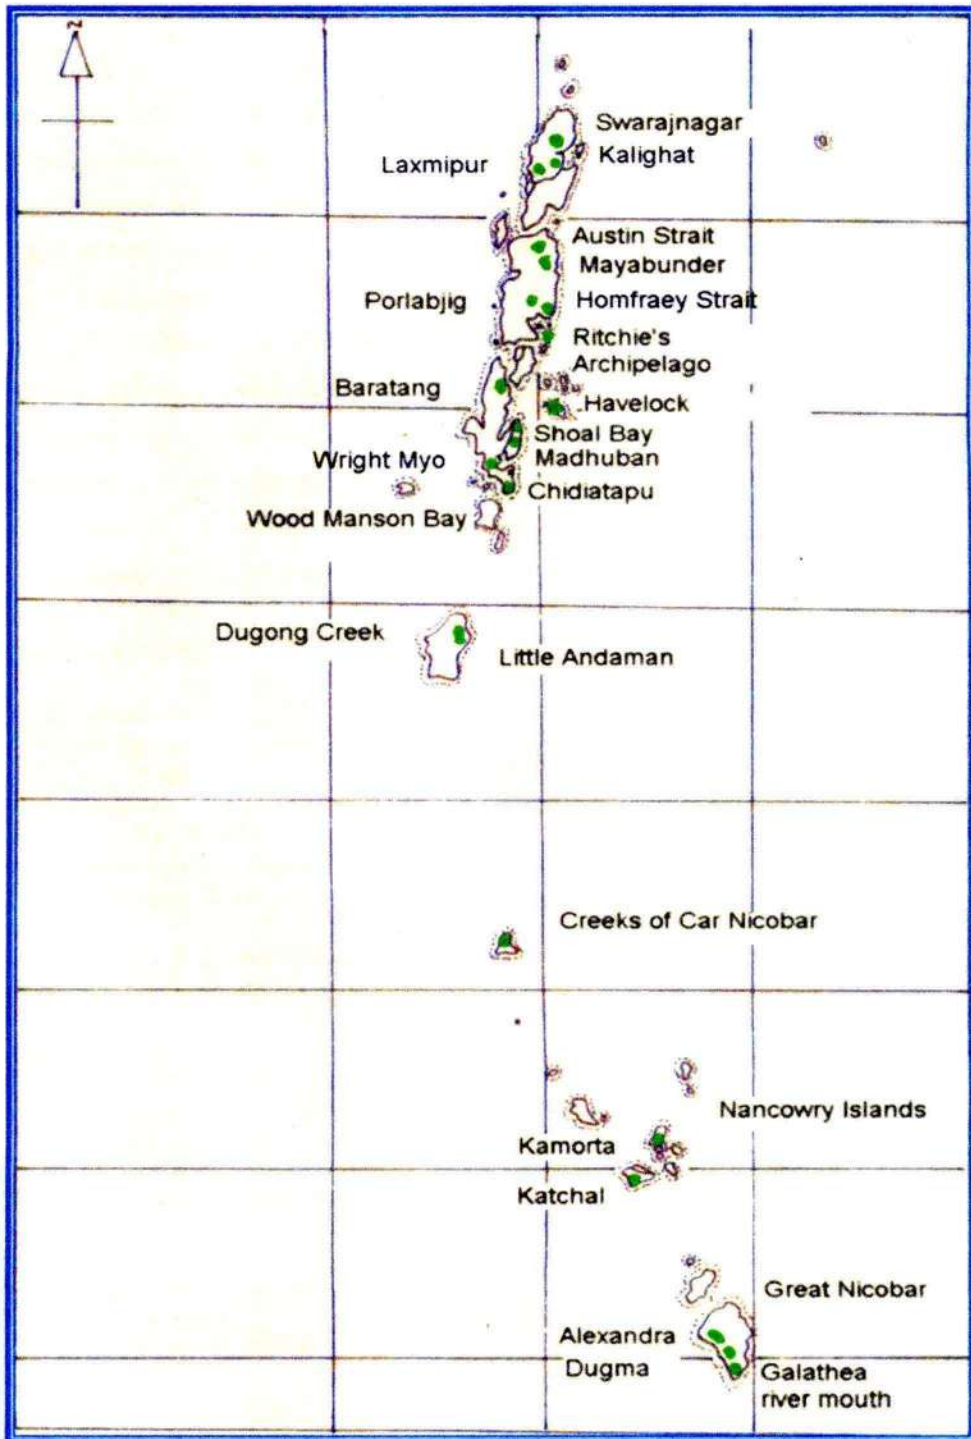 N
Swarajnagar
Kalighat
Laxmipur
Austin Strait
Mayabunder
Porlabjig
Homfraey Strait
Ritchie's
Archipelago
Baratang
Havelock
Shoal Bay
Wright Myo
Madhuban
Chidiatapu
Wood Manson Bay
Dugong Creek
Little Andaman
Creeks of Car Nicobar
Nancowry Islands
Kamorta
Katchal
Great Nicobar
Alexandra
Dugma
Galathea
river mouth